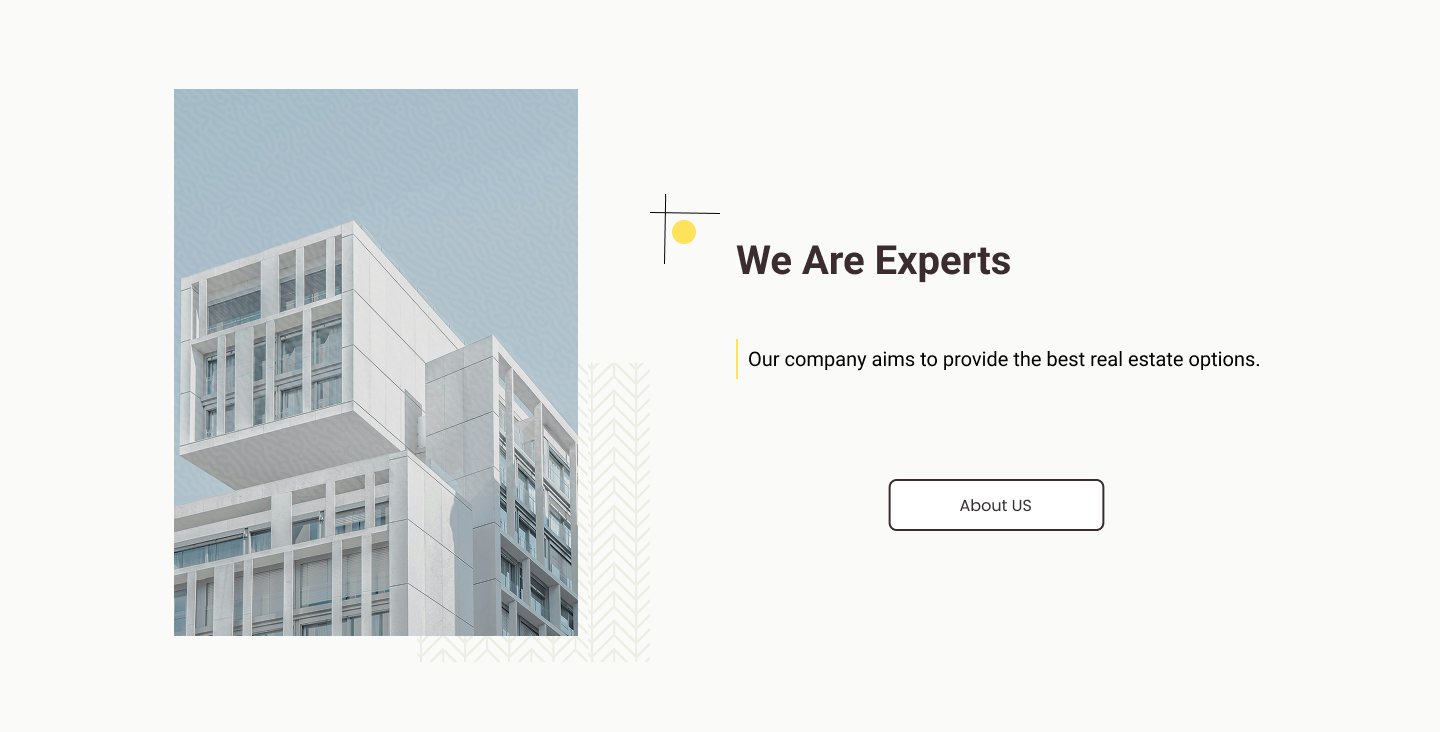 We Are Experts
Our company aims to provide the best real estate options.
About US